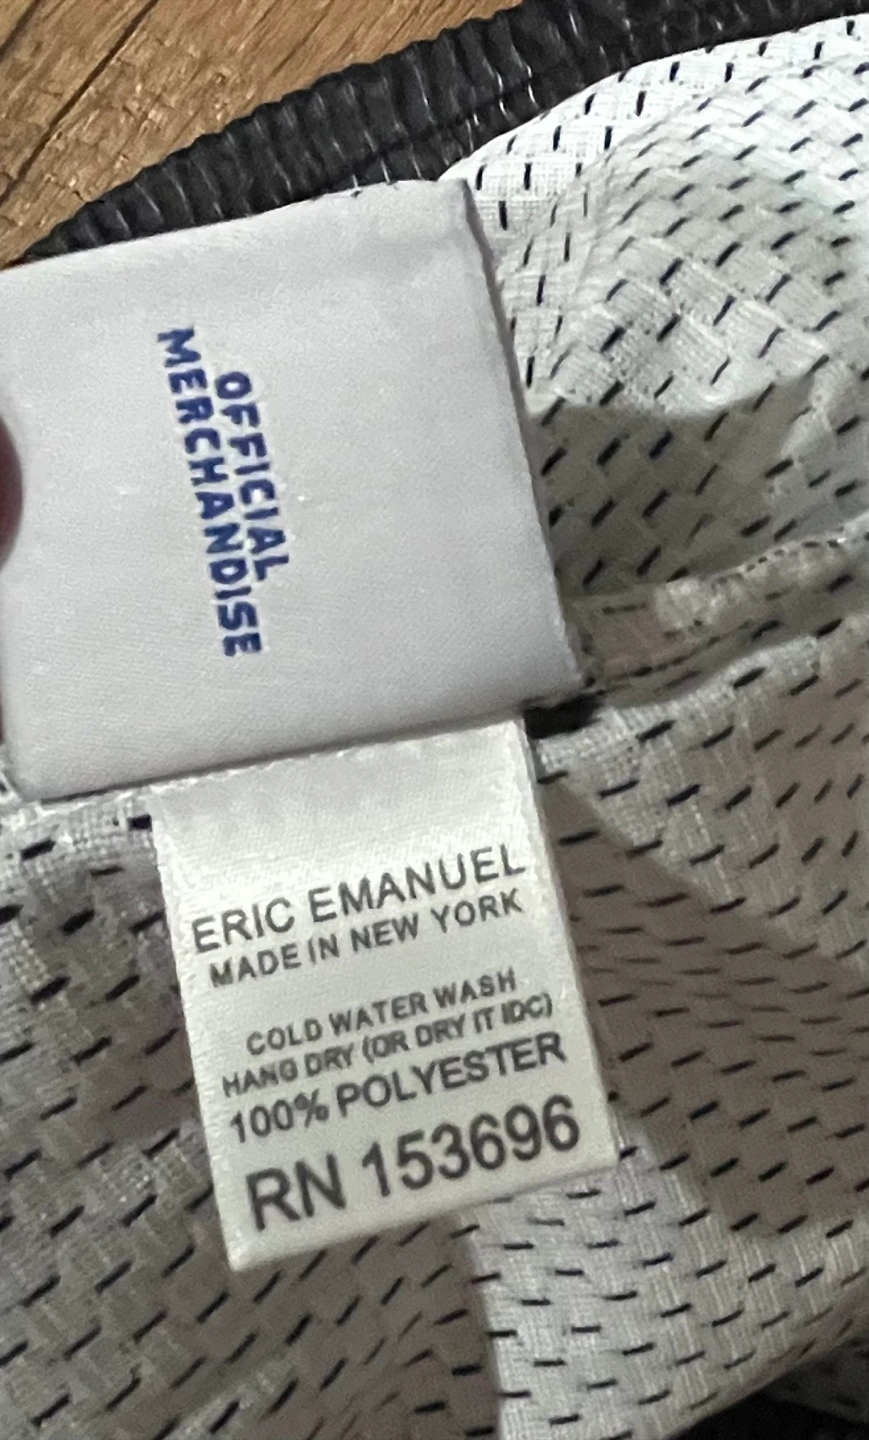 OFFICIAL
MERCHANDISE
ERIC EMANUEL
MADE IN NEW YORK
COLD WATER WASH
HANG DRY (OR DRY IT IDC)
100% POLYESTER
RN 153696